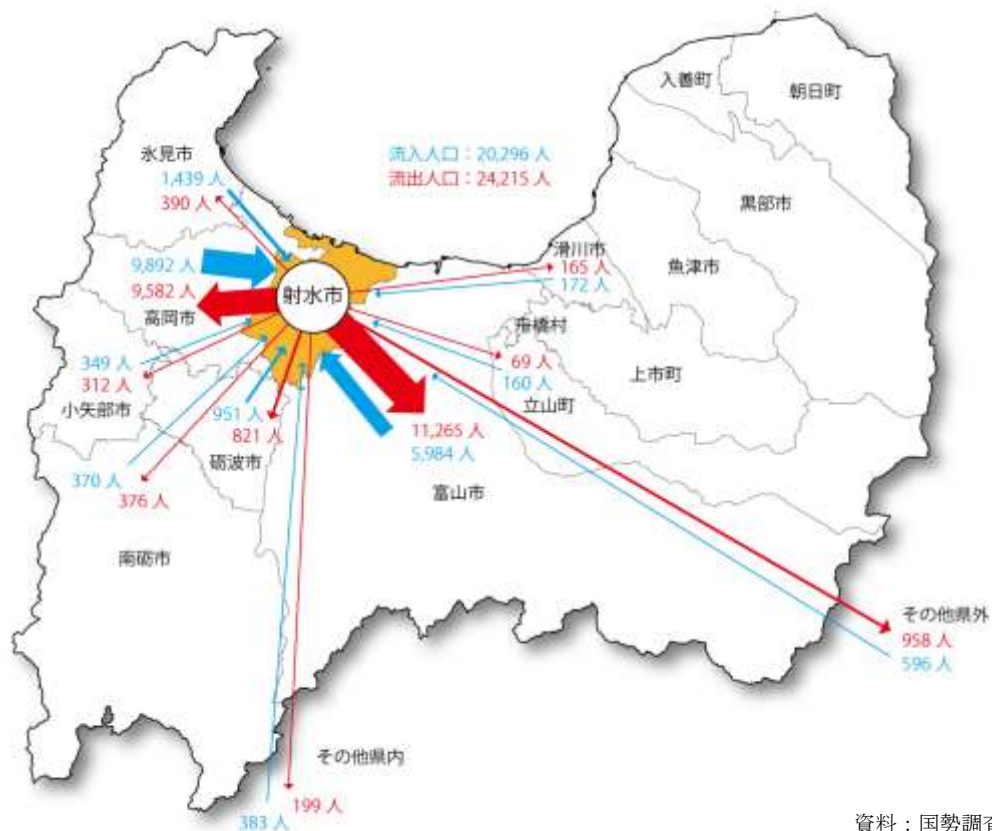 入善町
朝日町
氷見市
1,439 人
390 人
流入人口：20,296 人
流出人口：24,215 人
黒部市
滑川市
165 人
172 人
魚津市
9,892 人
9,582 人
高岡市
射水市
舟橋村
69 人
160 人
立山町
上市町
349 人
312 人
小矢部市
951 人
821 人
砺波市
11,265 人
5,984 人
富山市
370 人
376 人
南砺市
その他県外
958 人
596 人
その他県内
199 人
383 人
資料：国勢調査